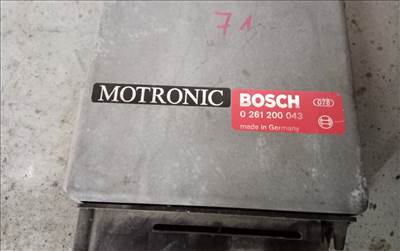 71
MOTRONIC
BOSCH 078
0 261 200 043
made in Germany